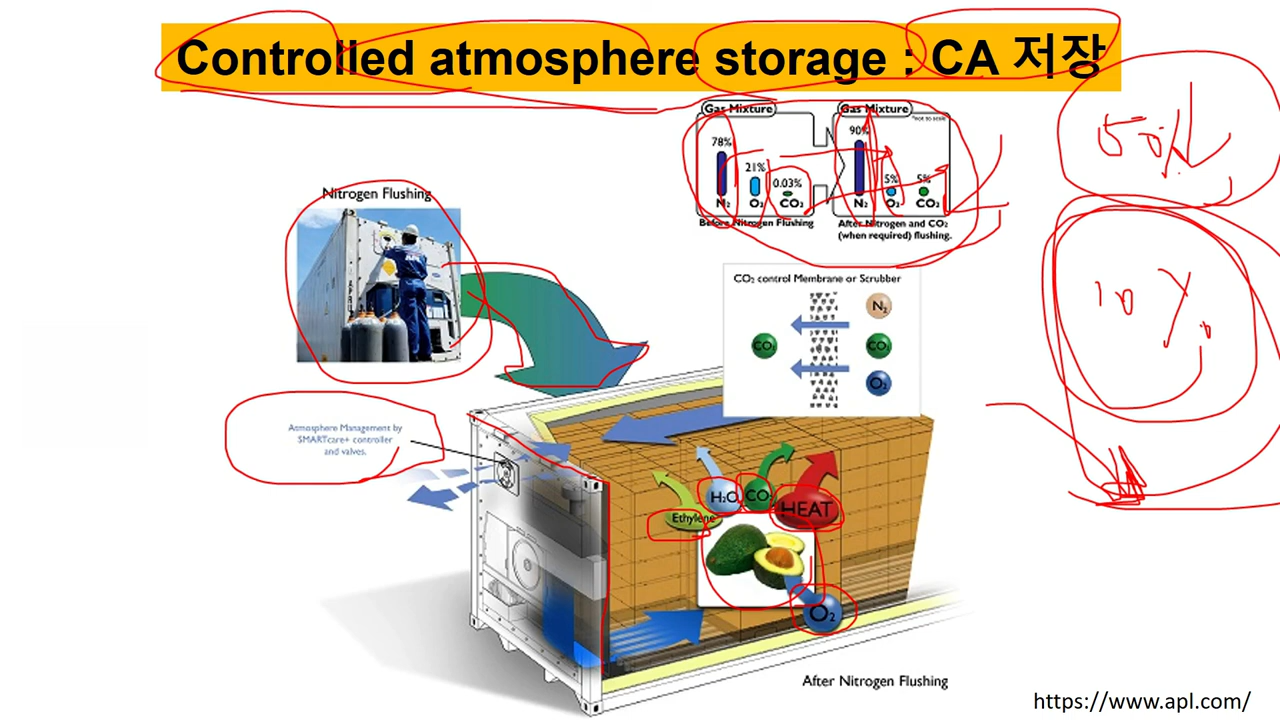 Controlled atmosphere storage : CA 저장
Gas Mixture
78%
21%
0.03%
N₂ O₂ CO₂
Before Nitrogen Flushing
Gas Mixture
*not to scale
90%
5% 5%
N₂ O₂ CO₂
After Nitrogen and CO₂
(when required) flushing.
50%
10%
Nitrogen Flushing
CO₂ control Membrane or Scrubber
N₂
CO₂ CO₂
O₂
Atmosphere Management by
SMARTcare+ controller
and valves.
Ethylene H₂O CO₂ HEAT
O₂
After Nitrogen Flushing
https://www.apl.com/